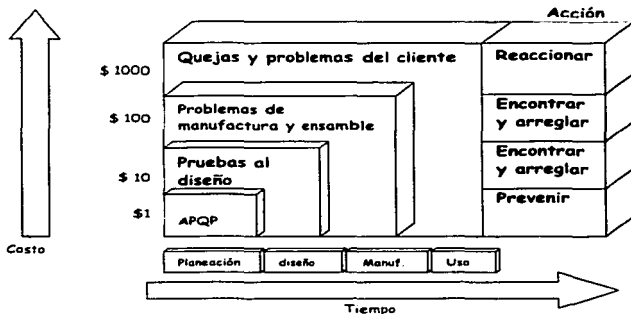 Acción
Quejas y problemas del cliente
Reaccionar
$ 1000
Problemas de
manufactura y ensamble
Encontrar
y arreglar
$ 100
Pruebas al
diseño
Encontrar
y arreglar
$ 10
APQP
Prevenir
$1
Costo
Planeación
diseño
Manuf.
Uso
Tiempo